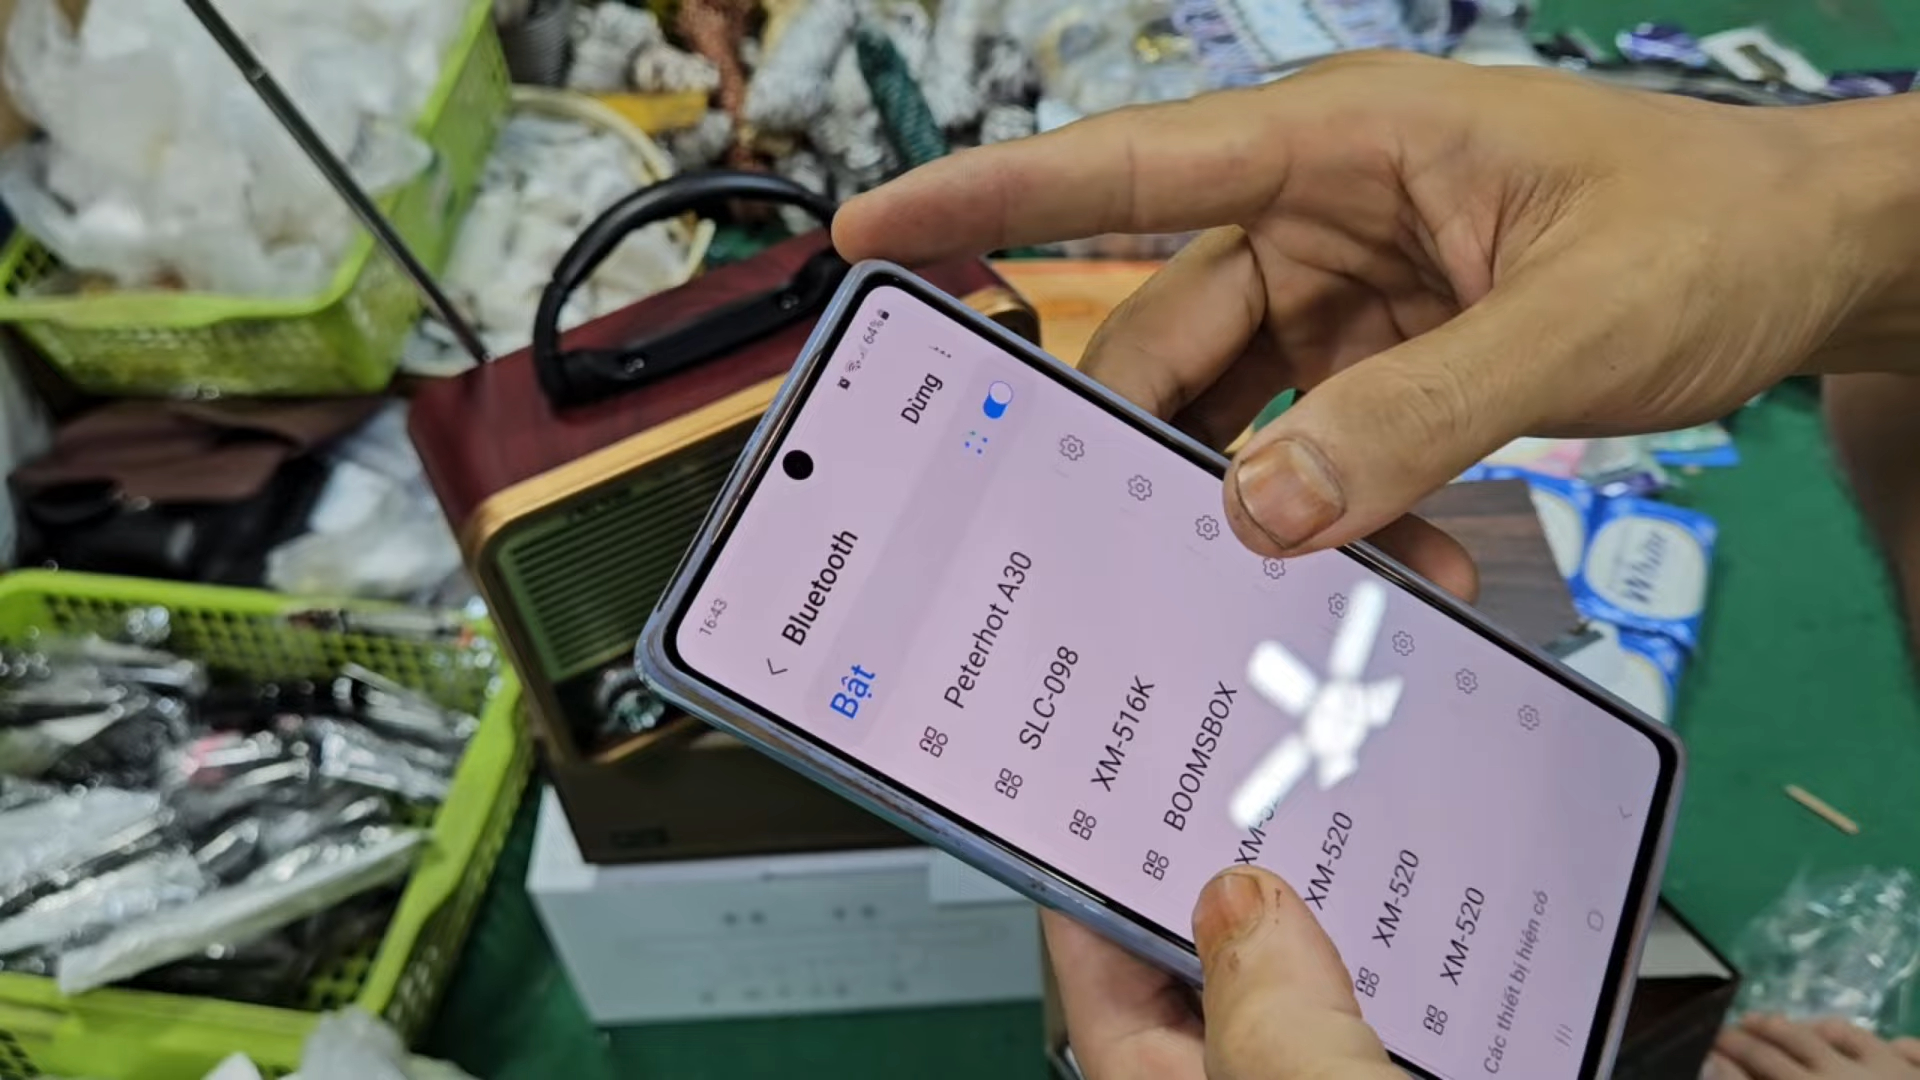 16:43
64%
Bluetooth
Dừng
Bật
Peterhot A30
SLC-098
XM-516K
BOOMSBOX
XM-520
XM-520
XM-520
Các thiết bị hiện có
White